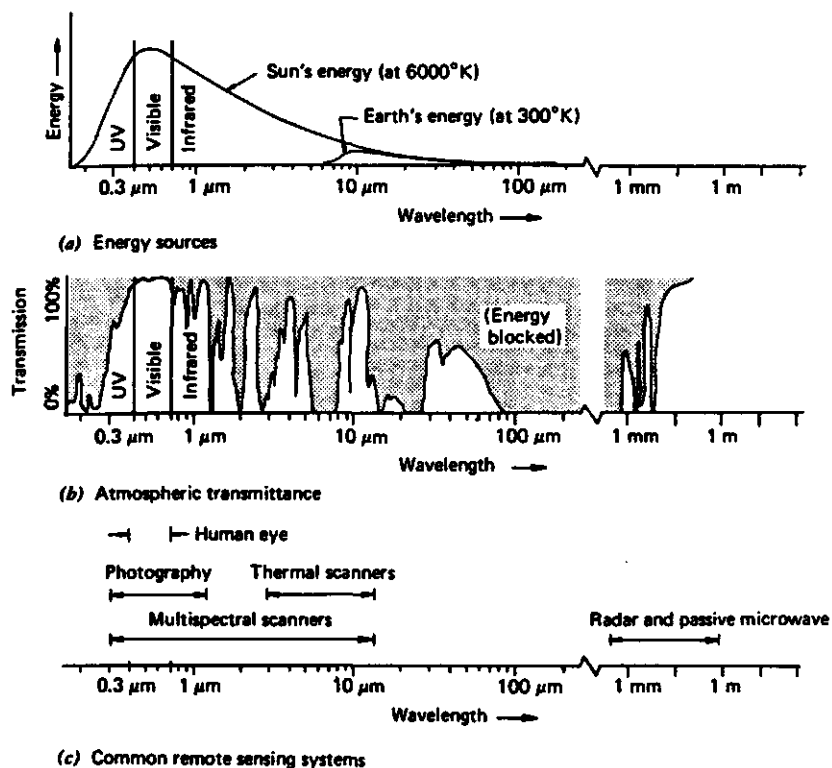 Energy
UV
Visible
Infrared
Sun's energy (at 6000°K)
Earth's energy (at 300°K)
0.3 μm 1 μm 10 μm 100 μm 1 mm 1 m
Wavelength
(a) Energy sources
Transmission
100%
0%
UV
Visible
Infrared
(Energy
blocked)
0.3 μm 1 μm 10 μm 100 μm 1 mm 1 m
Wavelength
(b) Atmospheric transmittance
Human eye
Photography Thermal scanners
Multispectral scanners Radar and passive microwave
0.3 μm 1 μm 10 μm 100 μm 1 mm 1 m
Wavelength
(c) Common remote sensing systems